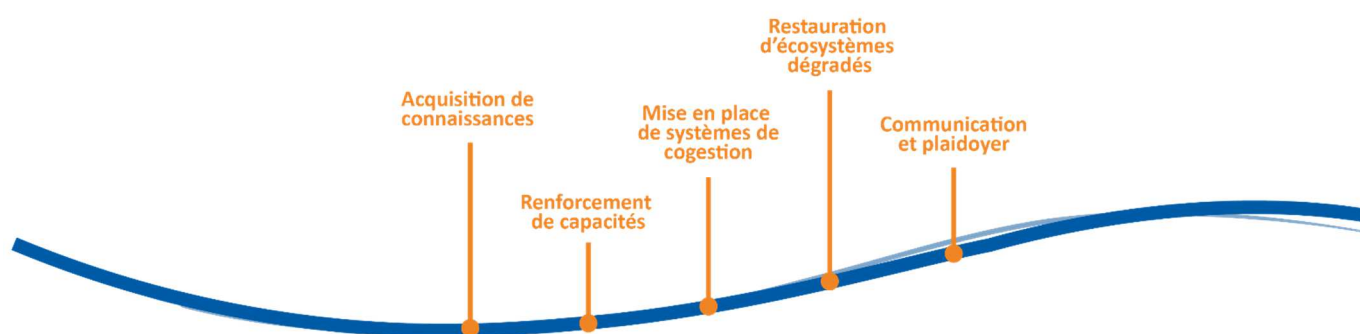 Acquisition de
connaissances
Renforcement
de capacités
Mise en place
de systèmes de
cogestion
Restauration
d’écosystèmes
dégradés
Communication
et plaidoyer